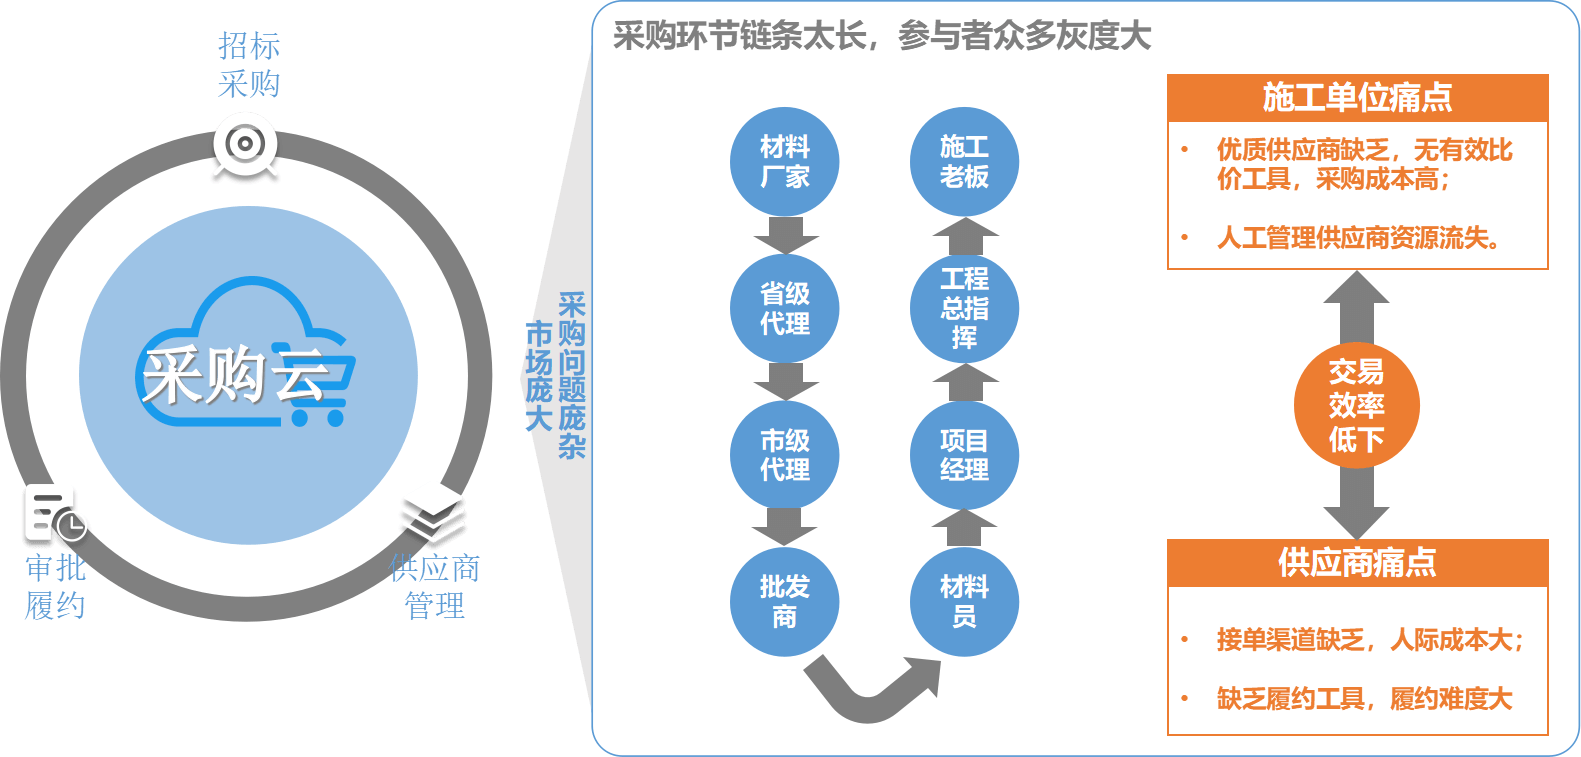 招标
采购
采购云
审批
履约
供应商
管理
采购问题庞杂
市场庞大
采购环节链条太长，参与者众多灰度大
材料
厂家
省级
代理
市级
代理
批发
商
材料
员
项目
经理
工程
总指
挥
施工
老板
施工单位痛点
• 优质供应商缺乏，无有效比
价工具，采购成本高；
• 人工管理供应商资源流失。
交易
效率
低下
供应商痛点
• 接单渠道缺乏，人际成本大；
• 缺乏履约工具，履约难度大